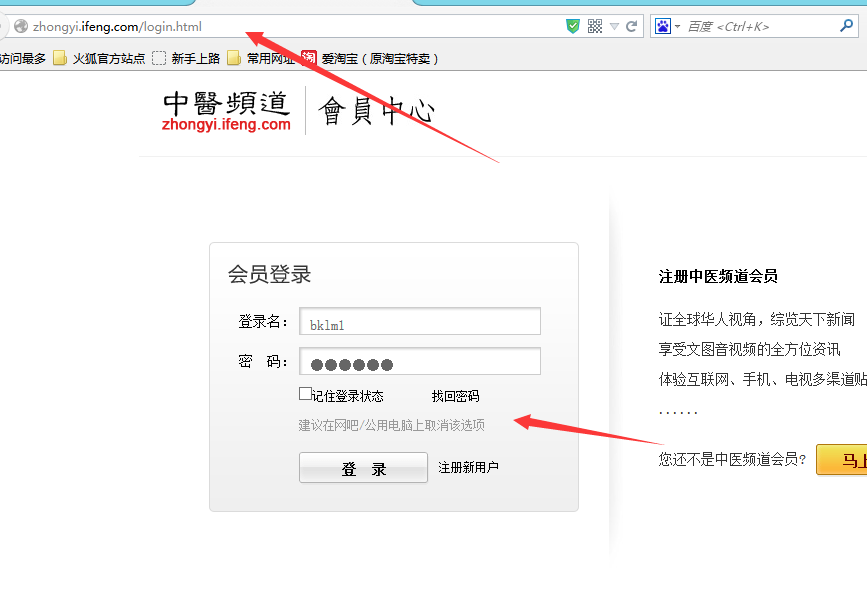 zhongyi.ifeng.com/login.html
百度 <Ctrl+K>
访问最多 火狐官方站点 新手上路 常用网址 淘 爱淘宝（原淘宝特卖）
中醫頻道 會員中心
zhongyi.ifeng.com
会员登录
登录名： bklm1
密 码： ●●●●●●
记住登录状态 找回密码
建议在网吧/公用电脑上取消该选项
登 录 注册新用户
注册中医频道会员
证全球华人视角，综览天下新闻
享受文图音视频的全方位资讯
体验互联网、手机、电视多渠道贴
......
您还不是中医频道会员? 马上